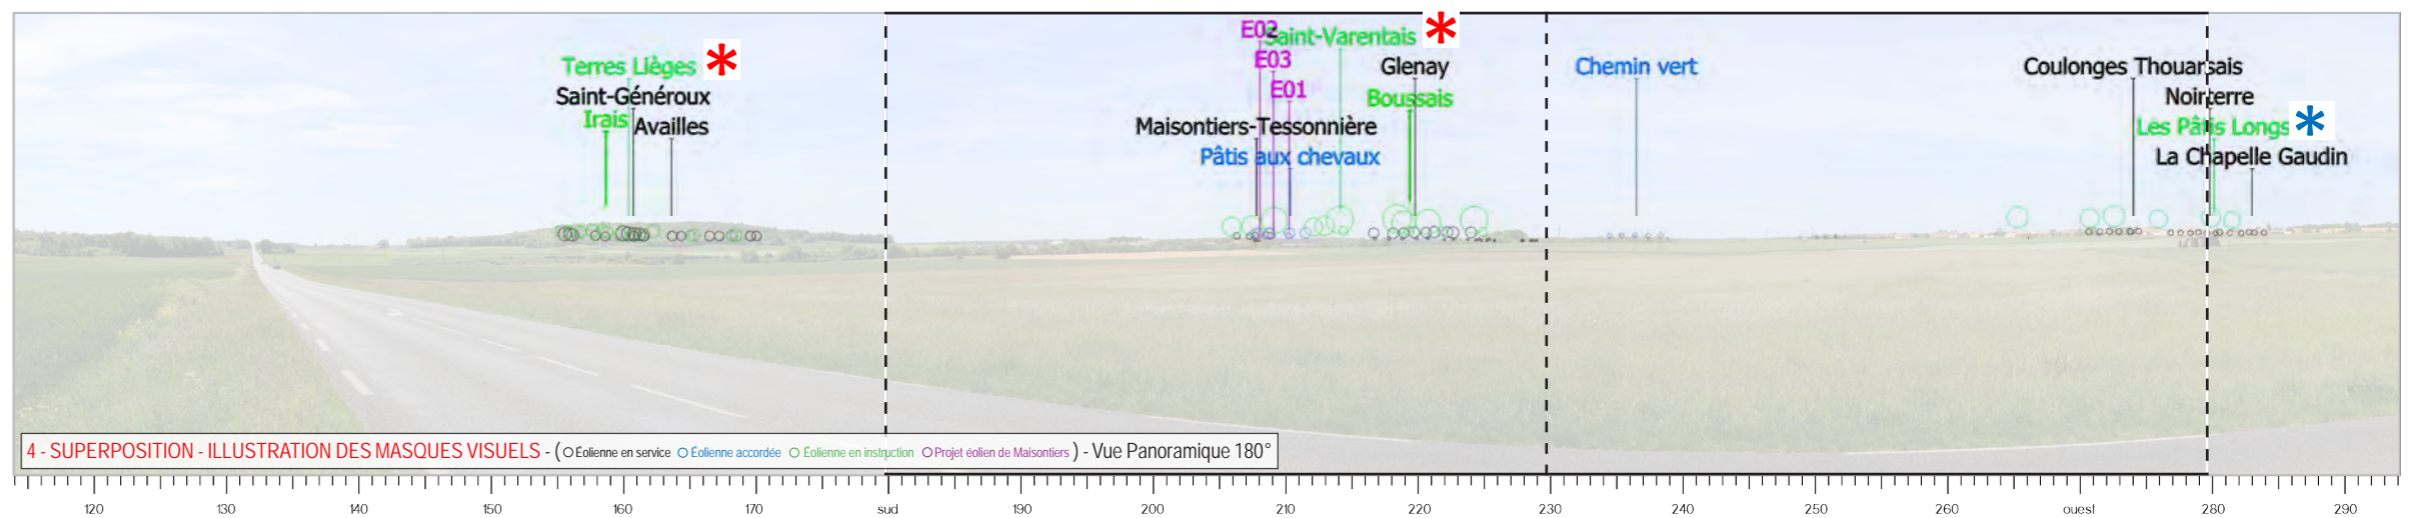 Terres Lièges *
Saint-Généroux
Irais
Availles
E02
Saint-Varentais *
E03
Glenay
E01
Boussais
Maisontiers-Tessonnière
Pâtis aux chevaux
Chemin vert
Coulonges Thouarsais
Noirterre
Les Pâtis Longs *
La Chapelle Gaudin
4 - SUPERPOSITION - ILLUSTRATION DES MASQUES VISUELS - ( Éolienne en service Éolienne accordée Éolienne en instruction Projet éolien de Maisontiers ) - Vue Panoramique 180°
120 130 140 150 160 170 sud 190 200 210 220 230 240 250 260 ouest 280 290